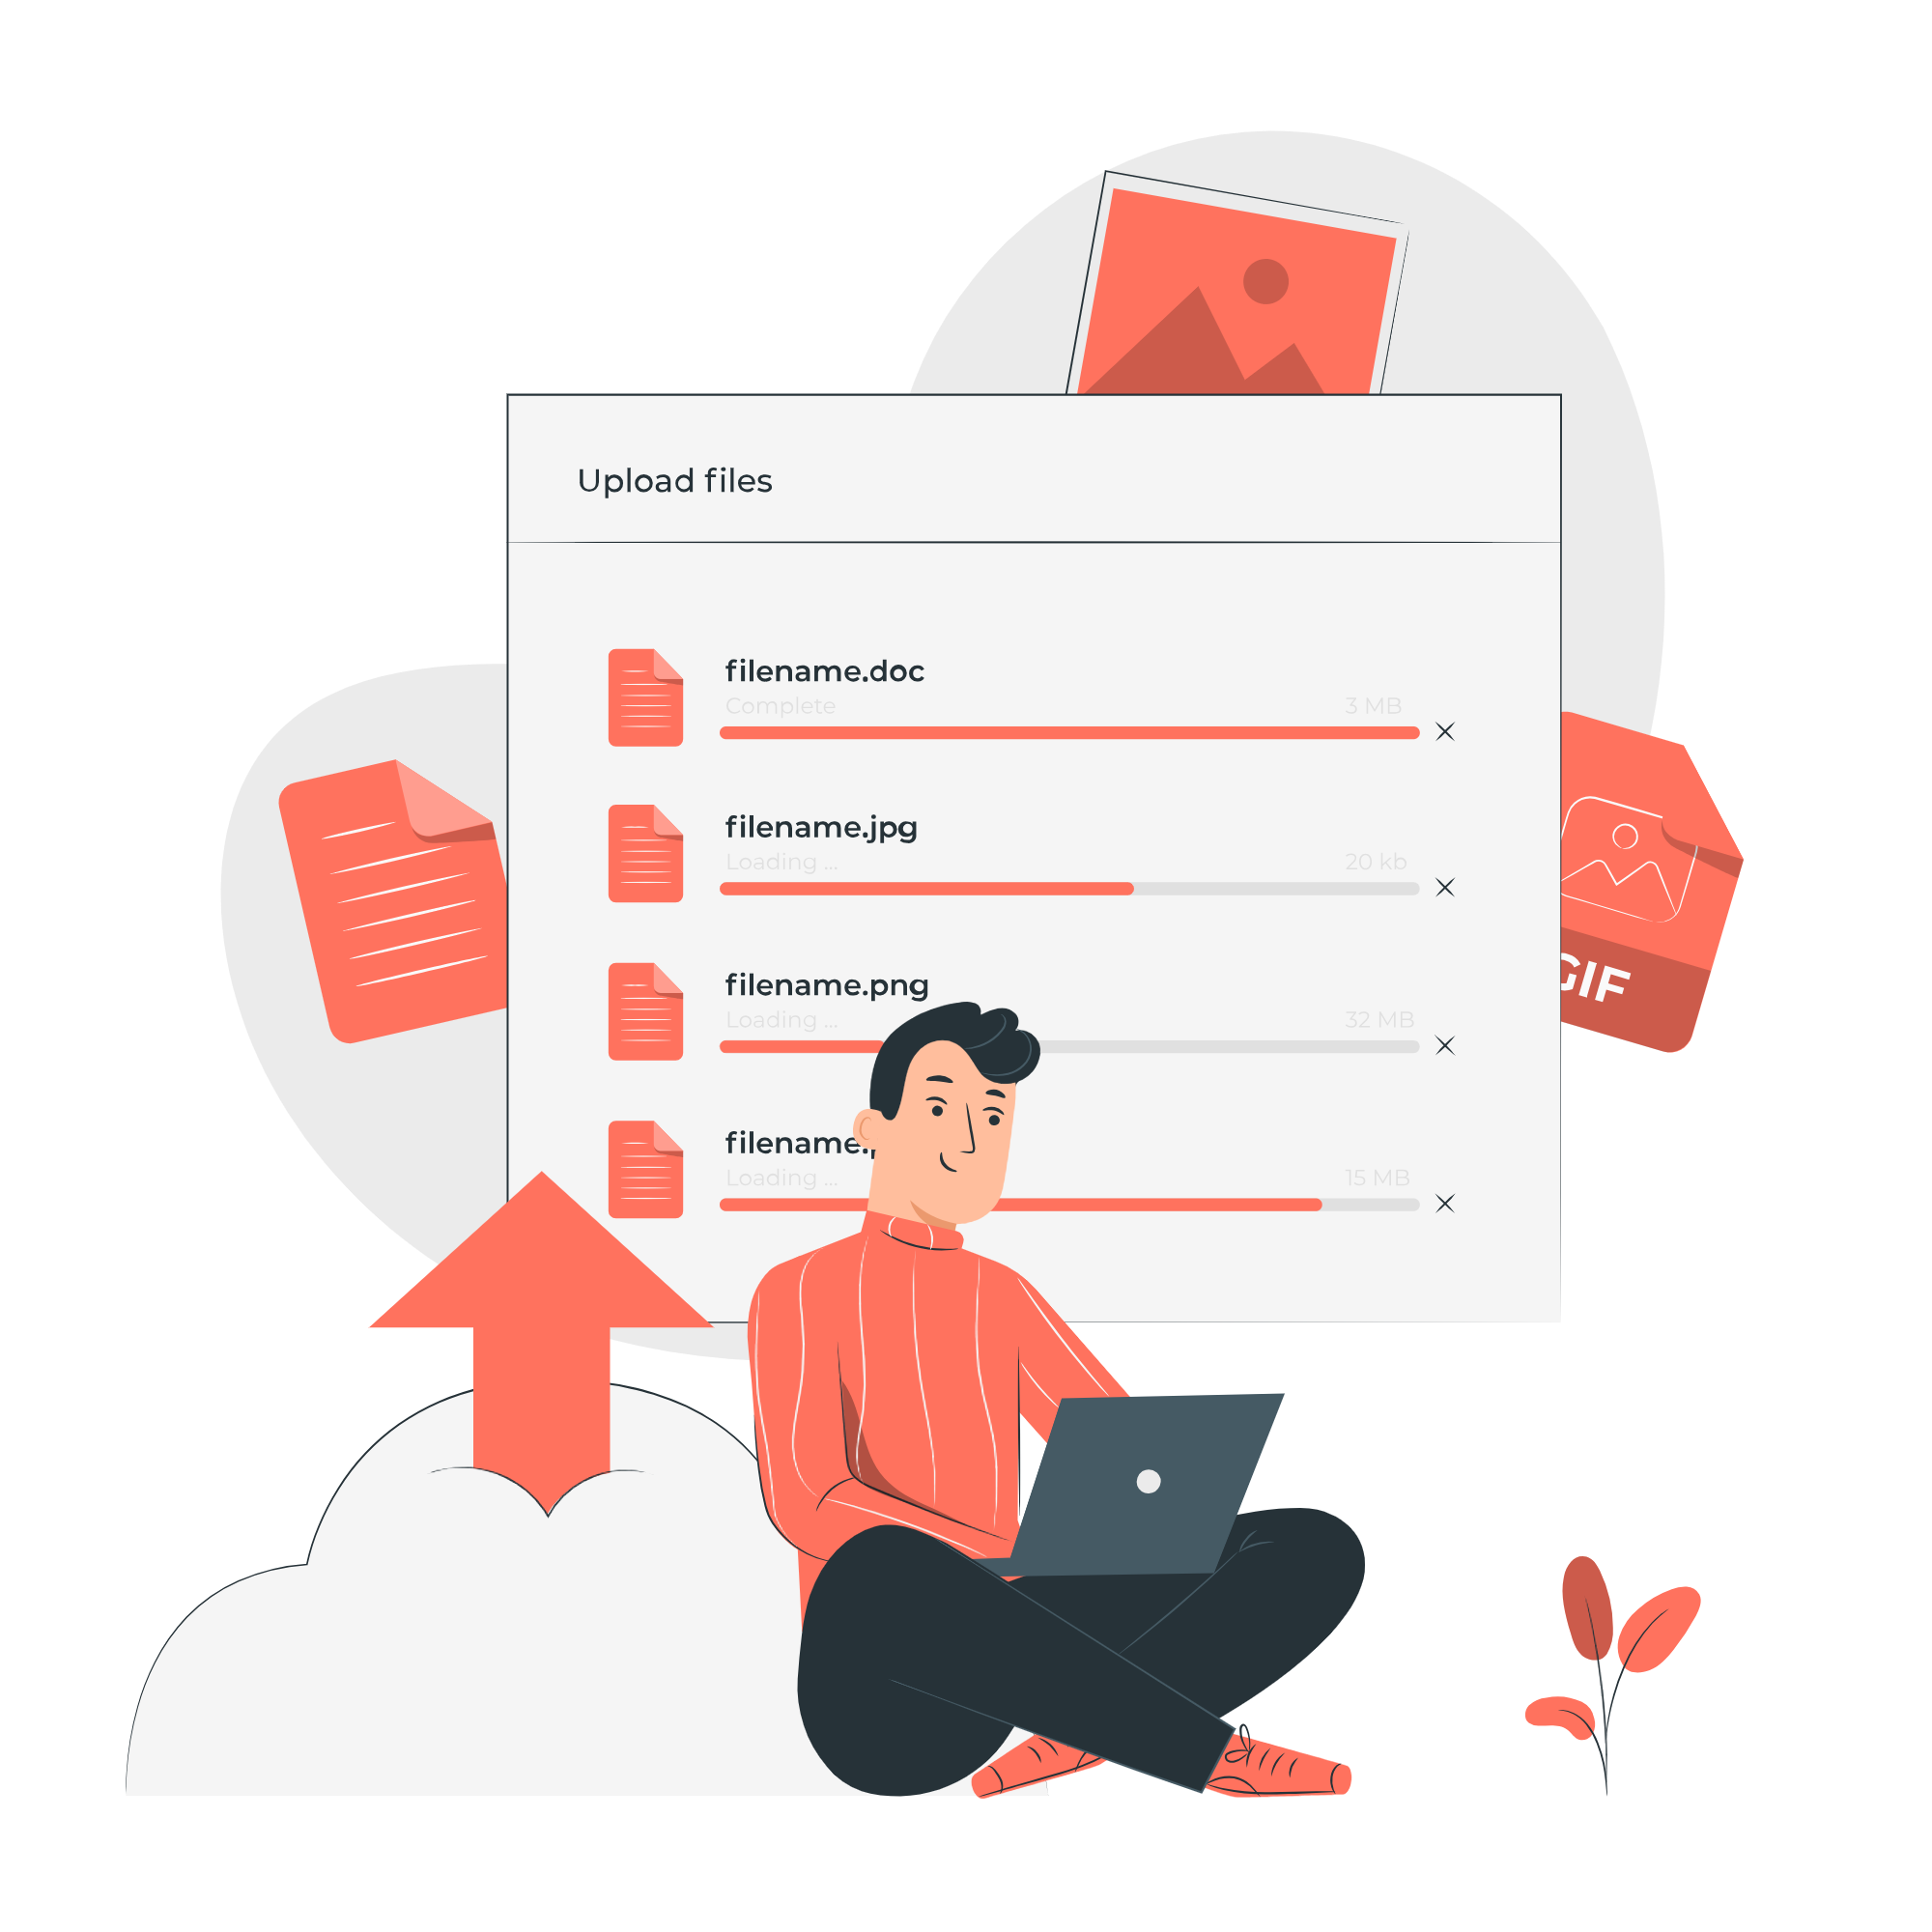 Upload files
filename.doc
Complete 3 MB
filename.jpg
Loading ... 20 kb
filename.png
Loading ... 32 MB
filename.
Loading ... 15 MB
GIF